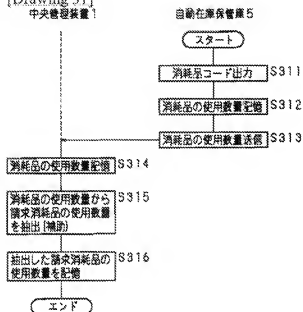 [Drawing 31]
中央管理装置1
自動在庫保管庫5
スタート
消耗品コード出力 S311
消耗品の使用数量記憶 S312
消耗品の使用数量送信 S313
消耗品の使用数量記憶 S314
消耗品の使用数量から S315
請求消耗品の使用数量
を抽出(補助)
抽出した請求消耗品の S316
使用数量を記憶
エンド